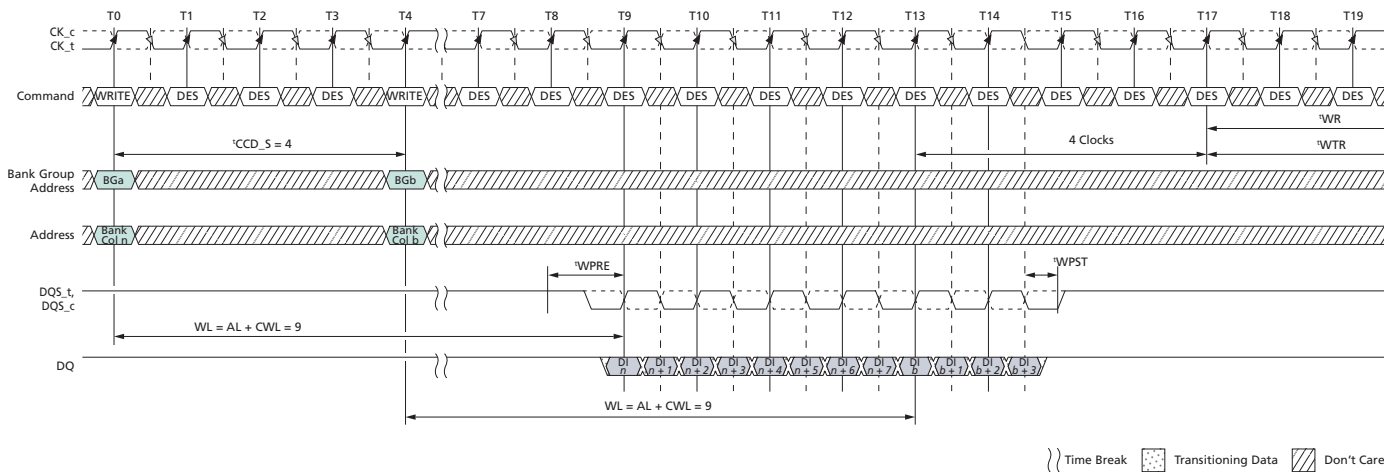 T0 T1 T2 T3 T4 T7 T8 T9 T10 T11 T12 T13 T14 T15 T16 T17 T18 T19
CK_c
CK_t
Command WRITE DES DES DES WRITE DES DES DES DES DES DES DES DES DES DES DES DES DES
tWR
tCCD_S = 4 4 Clocks tWTR
Bank Group
Address BGa BGb
Address Bank Col n Bank Col b
tWPRE tWPST
DQS_t,
DQS_c
WL = AL + CWL = 9
DQ DI n DI n + 1 DI n + 2 DI n + 3 DI n + 4 DI n + 5 DI n + 6 DI n + 7 DI b DI b + 1 DI b + 2 DI b + 3
WL = AL + CWL = 9
Time Break Transitioning Data Don't Care